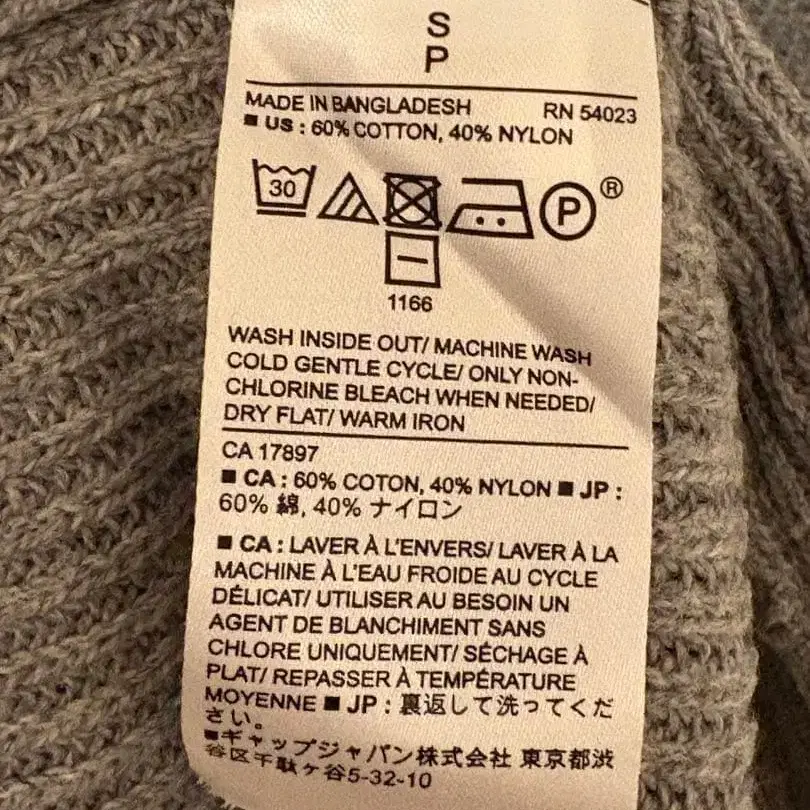 S
P
MADE IN BANGLADESH RN 54023
■ US : 60% COTTON, 40% NYLON
30 P ®
1166
WASH INSIDE OUT/ MACHINE WASH
COLD GENTLE CYCLE/ ONLY NON-
CHLORINE BLEACH WHEN NEEDED/
DRY FLAT/ WARM IRON
CA 17897
■ CA : 60% COTON, 40% NYLON ■ JP :
60% 綿, 40% ナイロン
■ CA : LAVER À L'ENVERS/ LAVER À LA
MACHINE À L'EAU FROIDE AU CYCLE
DÉLICAT/ UTILISER AU BESOIN UN
AGENT DE BLANCHIMENT SANS
CHLORE UNIQUEMENT/ SÉCHAGE À
PLAT/ REPASSER À TEMPÉRATURE
MOYENNE ■ JP : 裏返して洗ってくだ
さい。
■ギャップジャパン株式会社 東京都渋
谷区千駄ヶ谷5-32-10